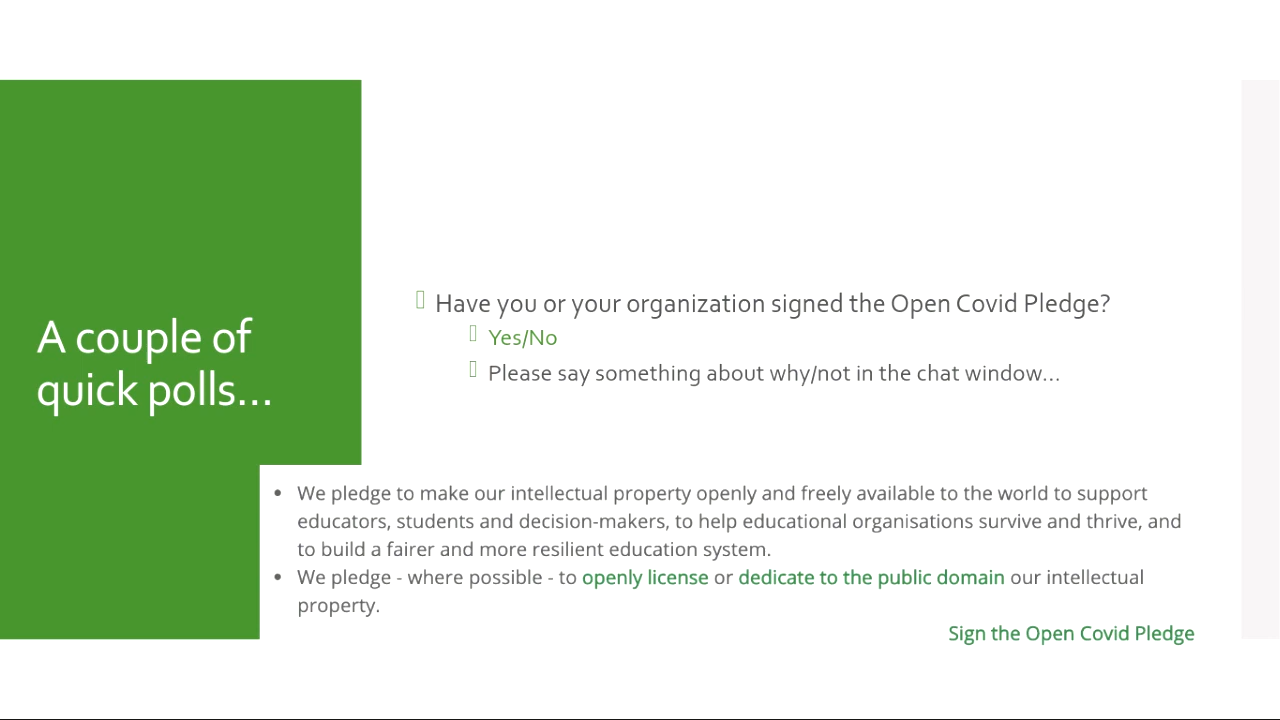 A couple of
quick polls...
Have you or your organization signed the Open Covid Pledge?
Yes/No
Please say something about why/not in the chat window...
• We pledge to make our intellectual property openly and freely available to the world to support
educators, students and decision-makers, to help educational organisations survive and thrive, and
to build a fairer and more resilient education system.
• We pledge - where possible - to openly license or dedicate to the public domain our intellectual
property.
Sign the Open Covid Pledge